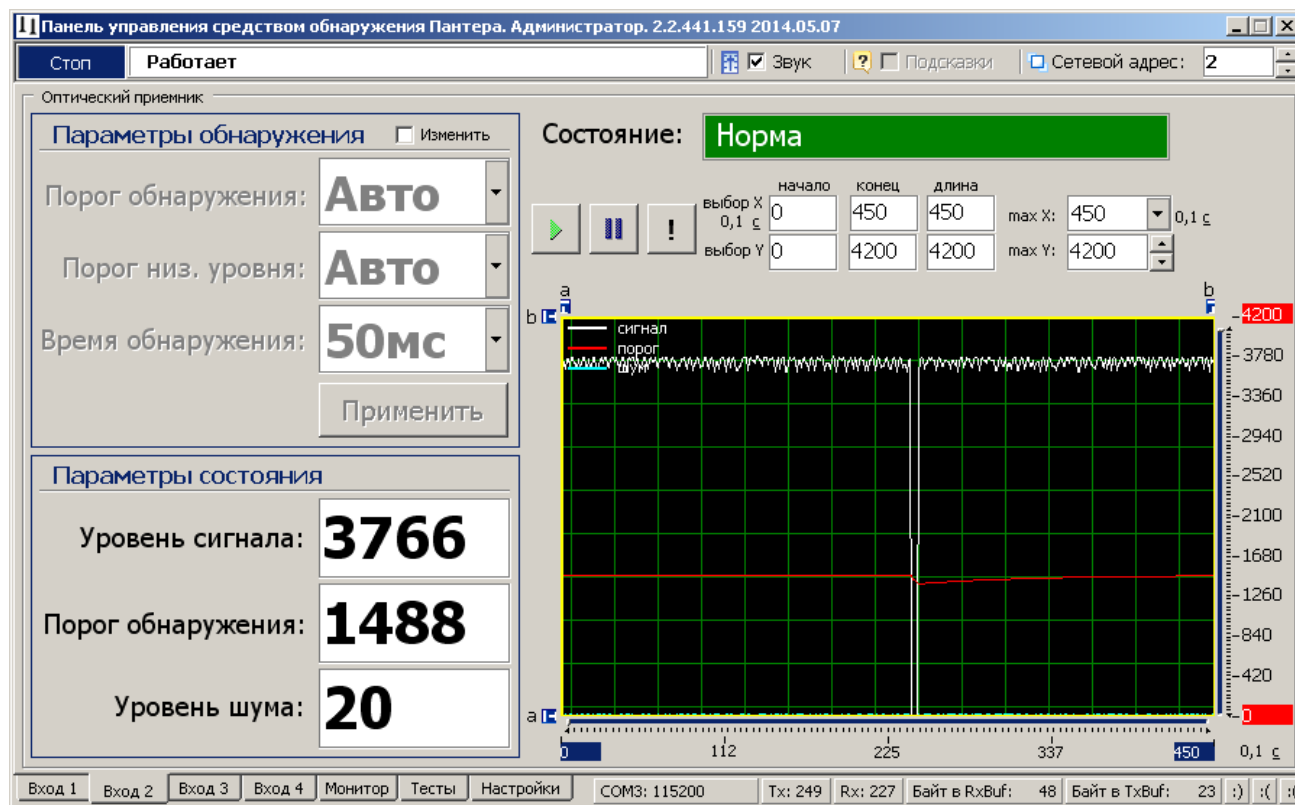 Панель управления средством обнаружения Пантера. Администратор. 2.2.441.159 2014.05.07
Стоп Работает Звук Подсказки Сетевой адрес: 2
Оптический приемник
Параметры обнаружения Изменить
Порог обнаружения: Авто
Порог низ. уровня: Авто
Время обнаружения: 50мс
Применить
Параметры состояния
Уровень сигнала: 3766
Порог обнаружения: 1488
Уровень шума: 20
Состояние: Норма
начало конец длина
выбор X 0 450 450 max X: 450 0,1 с
0,1 с
выбор Y 0 4200 4200 max Y: 4200
!
a b
b
сигнал
порог
шум
4200
3780
3360
2940
2520
2100
1680
1260
840
420
0
a
0 112 225 337 450 0,1 с
Вход 1 Вход 2 Вход 3 Вход 4 Монитор Тесты Настройки COM3: 115200 Tx: 249 Rx: 227 Байт в RxBuf: 48 Байт в TxBuf: 23 :) :(